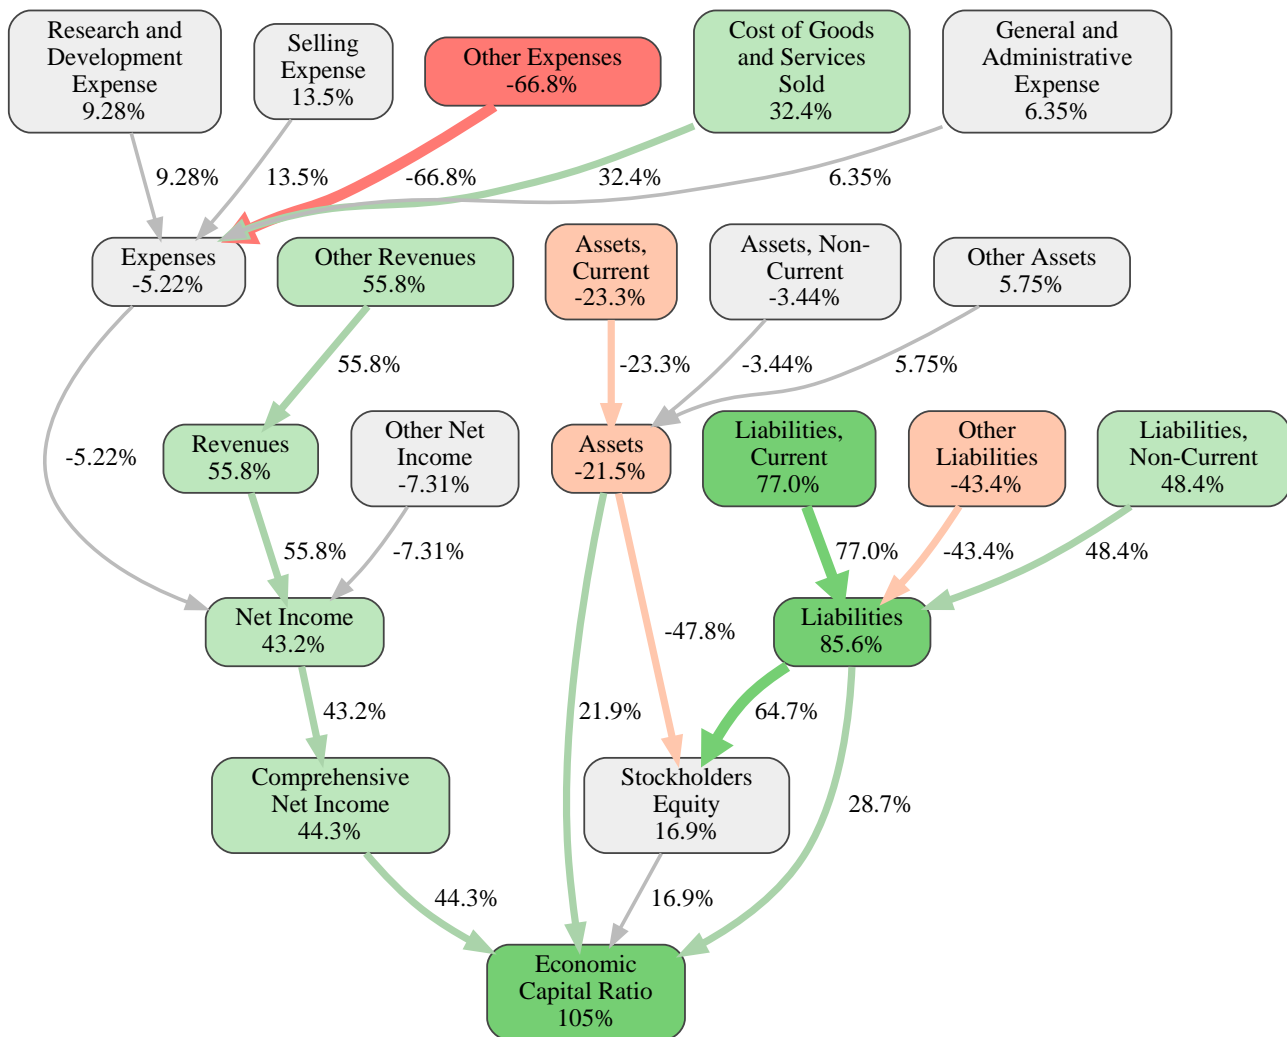 Research and
Development
Expense
9.28%
Selling
Expense
13.5%
Other Expenses
-66.8%
Cost of Goods
and Services
Sold
32.4%
General and
Administrative
Expense
6.35%
9.28%
13.5%
-66.8%
32.4%
6.35%
Expenses
-5.22%
Other Revenues
55.8%
Assets,
Current
-23.3%
Assets, Non-
Current
-3.44%
Other Assets
5.75%
55.8%
-23.3%
-3.44%
5.75%
-5.22%
Revenues
55.8%
Other Net
Income
-7.31%
Assets
-21.5%
Liabilities,
Current
77.0%
Other
Liabilities
-43.4%
Liabilities,
Non-Current
48.4%
55.8%
-7.31%
77.0%
-43.4%
48.4%
Net Income
43.2%
-47.8%
Liabilities
85.6%
43.2%
21.9%
64.7%
Comprehensive
Net Income
44.3%
Stockholders
Equity
16.9%
28.7%
44.3%
16.9%
Economic
Capital Ratio
105%